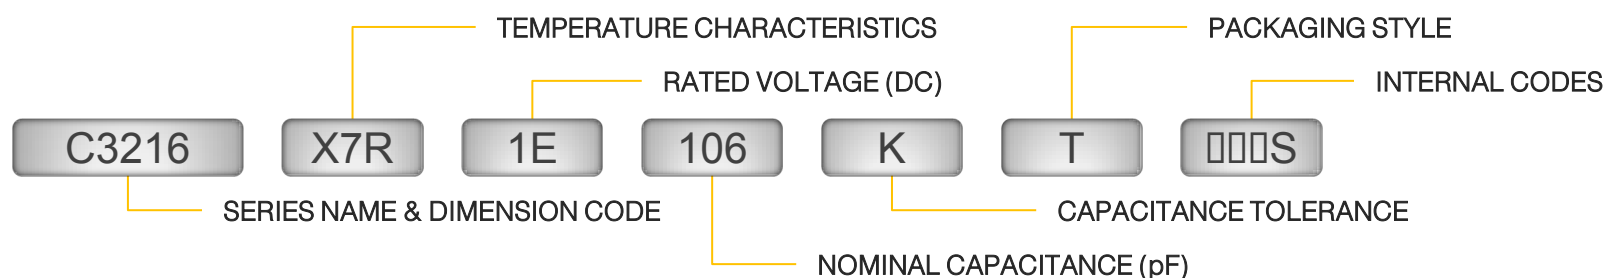 TEMPERATURE CHARACTERISTICS
PACKAGING STYLE
RATED VOLTAGE (DC)
INTERNAL CODES
C3216
X7R
1E
106
K
T
▯▯▯S
SERIES NAME & DIMENSION CODE
CAPACITANCE TOLERANCE
NOMINAL CAPACITANCE (pF)